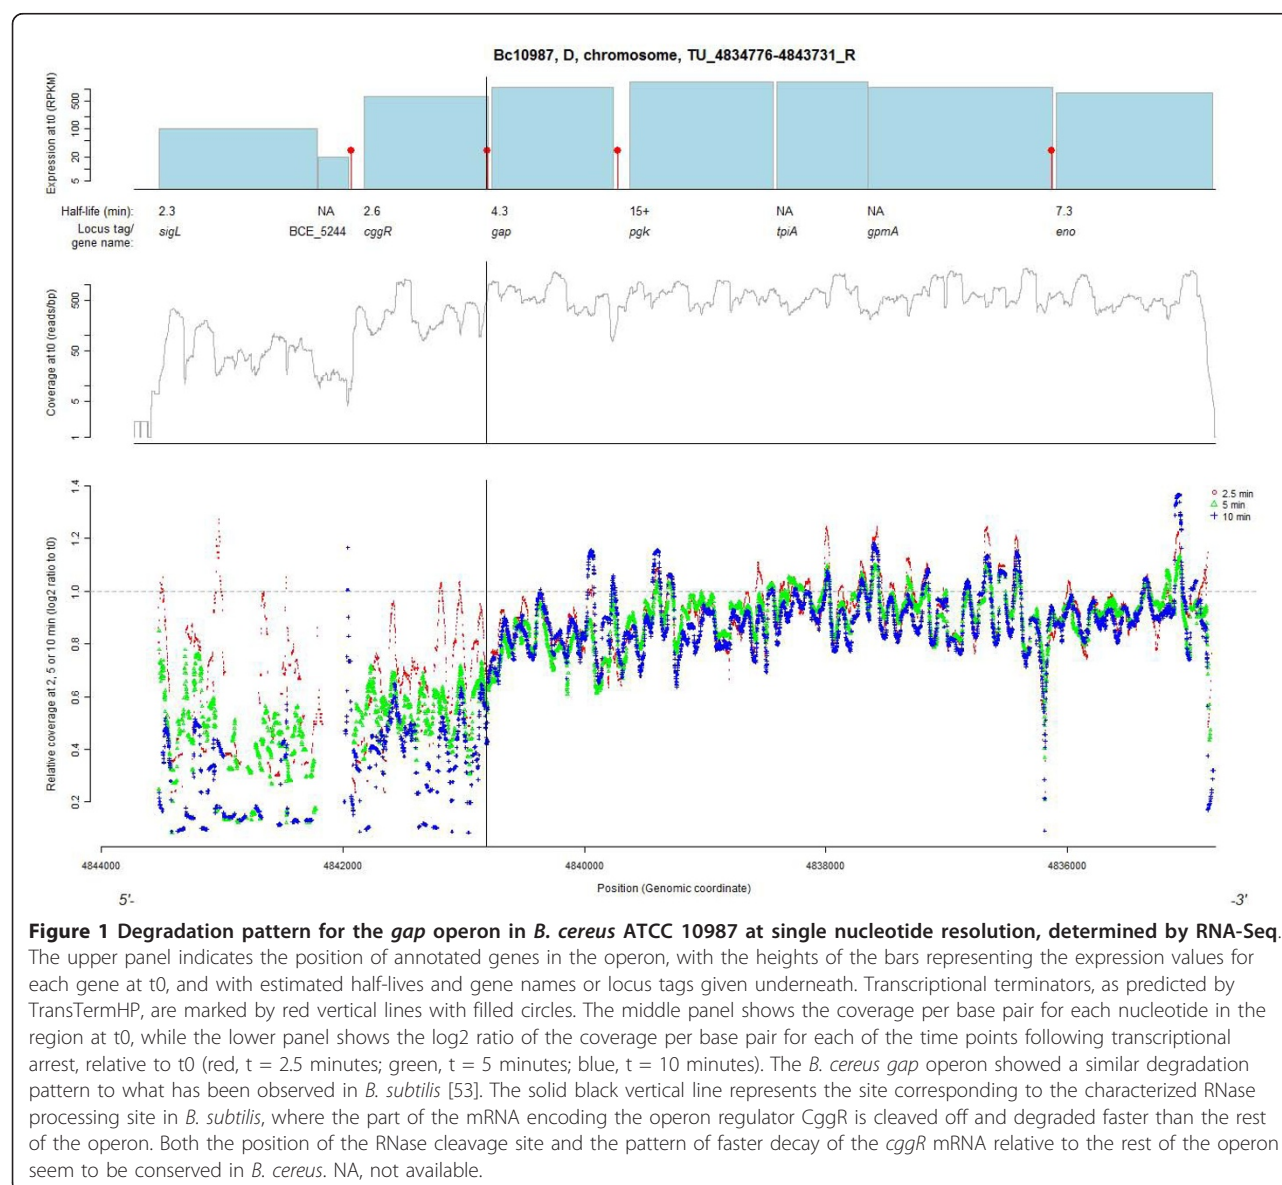 Bc10987, D, chromosome, TU_4834776-4843731_R
Expression at t0 (RPKM)
500
100
20
5
Half-life (min): 2.3 NA 2.6 4.3 15+ NA NA 7.3
Locus tag/
gene name: sigL BCE_5244 cggR gap pgk tpiA gpmA eno
Coverage at t0 (reads/bp)
500
50
5
1
Relative coverage at 2, 5 or 10 min (log2 ratio to t0)
1.4
1.2
1.0
0.8
0.6
0.4
0.2
2.5 min
5 min
10 min
4844000 4842000 4840000 4838000 4836000
Position (Genomic coordinate)
5'- -3'
Figure 1 Degradation pattern for the gap operon in B. cereus ATCC 10987 at single nucleotide resolution, determined by RNA-Seq.
The upper panel indicates the position of annotated genes in the operon, with the heights of the bars representing the expression values for
each gene at t0, and with estimated half-lives and gene names or locus tags given underneath. Transcriptional terminators, as predicted by
TransTermHP, are marked by red vertical lines with filled circles. The middle panel shows the coverage per base pair for each nucleotide in the
region at t0, while the lower panel shows the log2 ratio of the coverage per base pair for each of the time points following transcriptional
arrest, relative to t0 (red, t = 2.5 minutes; green, t = 5 minutes; blue, t = 10 minutes). The B. cereus gap operon showed a similar degradation
pattern to what has been observed in B. subtilis [53]. The solid black vertical line represents the site corresponding to the characterized RNase
processing site in B. subtilis, where the part of the mRNA encoding the operon regulator CggR is cleaved off and degraded faster than the rest
of the operon. Both the position of the RNase cleavage site and the pattern of faster decay of the cggR mRNA relative to the rest of the operon
seem to be conserved in B. cereus. NA, not available.